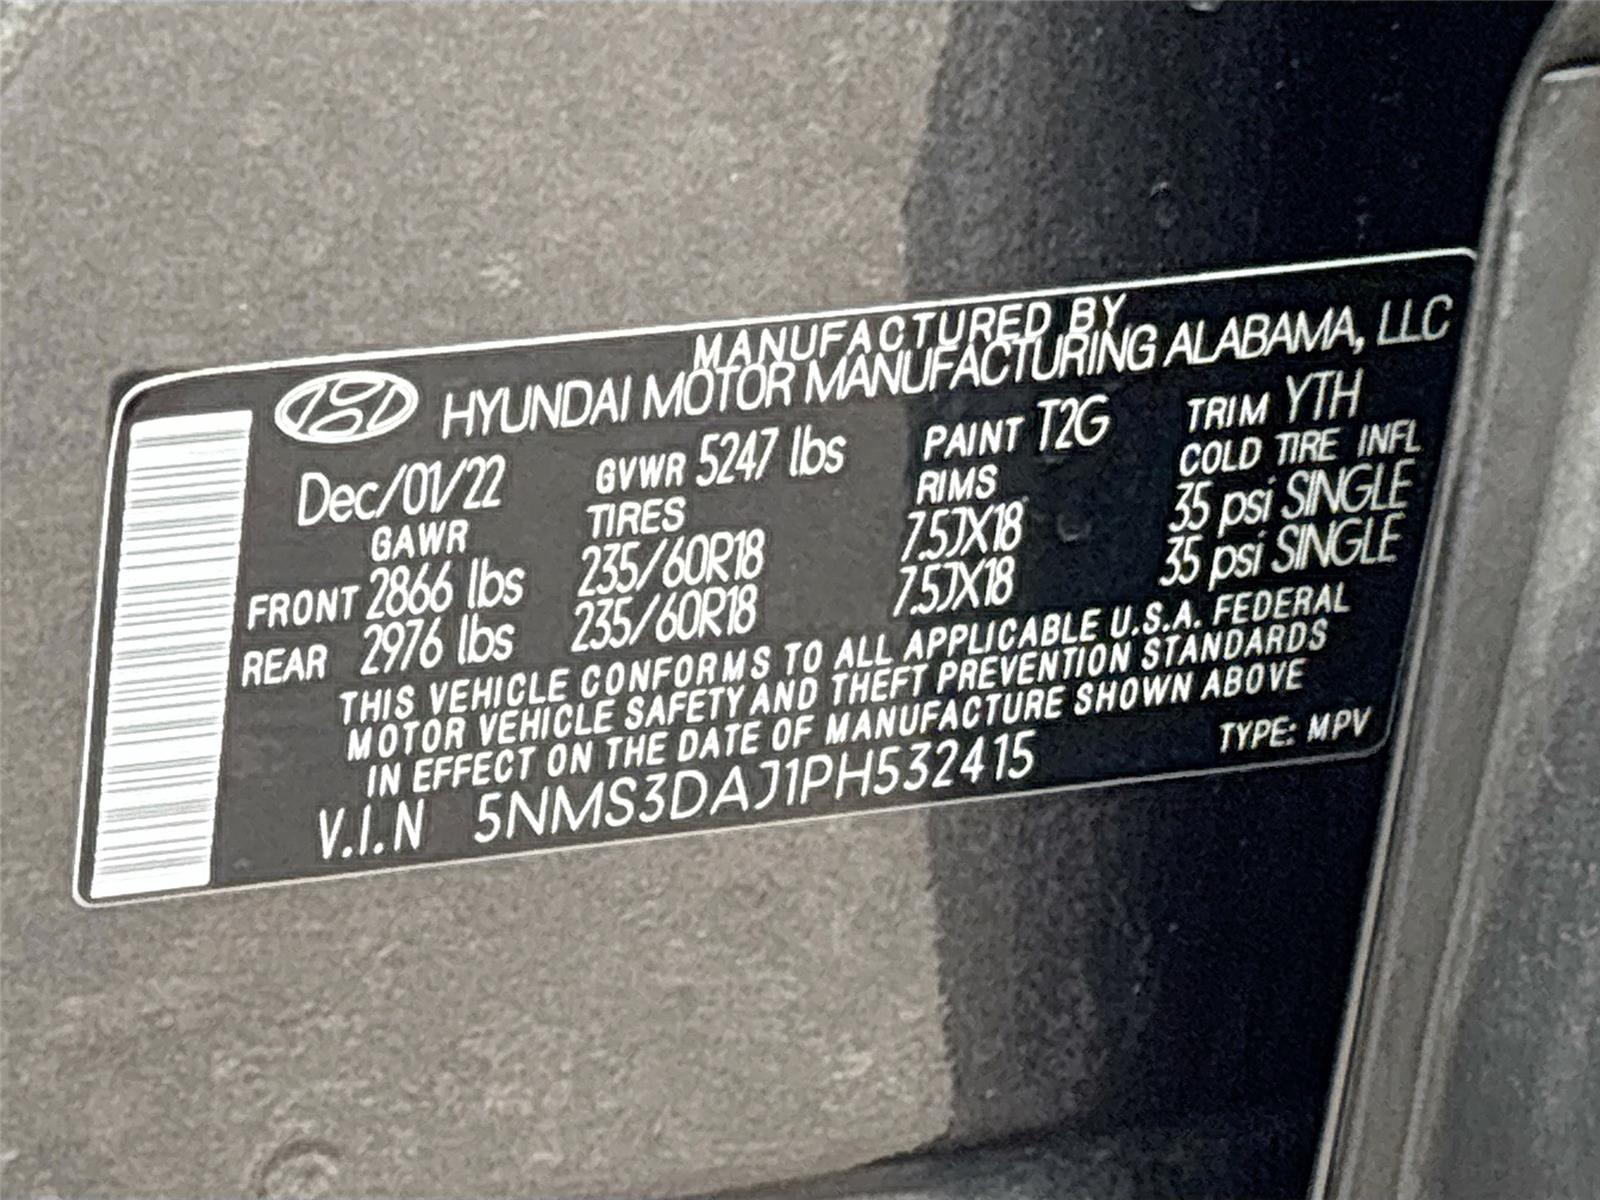 MANUFACTURED BY
HYUNDAI MOTOR MANUFACTURING ALABAMA, LLC
Dec/01/22 GVWR 5247 lbs PAINT T2G TRIM YTH
GAWR TIRES RIMS COLD TIRE INFL
FRONT 2866 lbs 235/60R18 7.5JX18 35 psi SINGLE
REAR 2976 lbs 235/60R18 7.5JX18 35 psi SINGLE
THIS VEHICLE CONFORMS TO ALL APPLICABLE U.S.A. FEDERAL
MOTOR VEHICLE SAFETY AND THEFT PREVENTION STANDARDS
IN EFFECT ON THE DATE OF MANUFACTURE SHOWN ABOVE
V.I.N 5NMS3DAJ1PH532415 TYPE: MPV